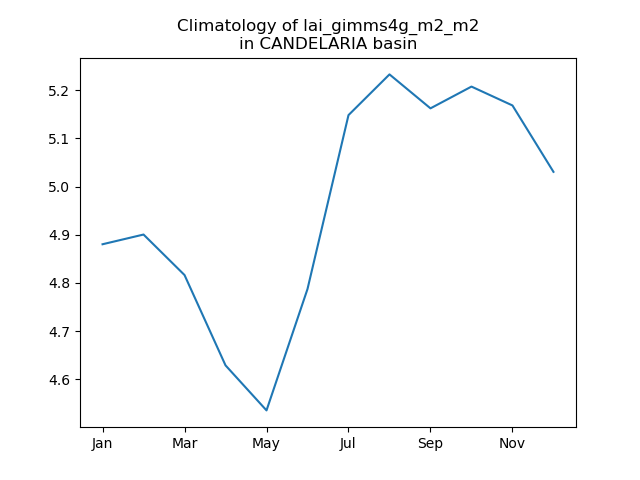 Climatology of lai_gimms4g_m2_m2
in CANDELARIA basin
5.2
5.1
5.0
4.9
4.8
4.7
4.6
Jan Mar May Jul Sep Nov